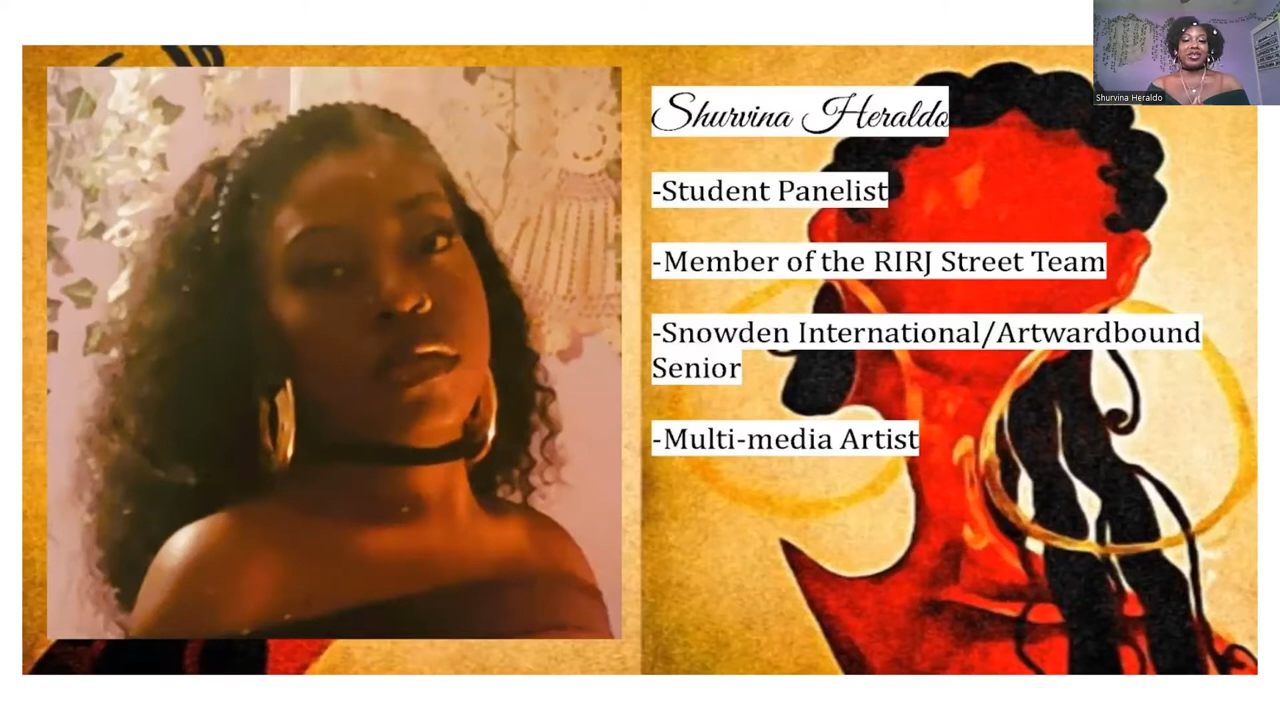 Shurvina Heraldo
Shurvina Heraldo
-Student Panelist
-Member of the RIRJ Street Team
-Snowden International/Artwardbound
Senior
-Multi-media Artist